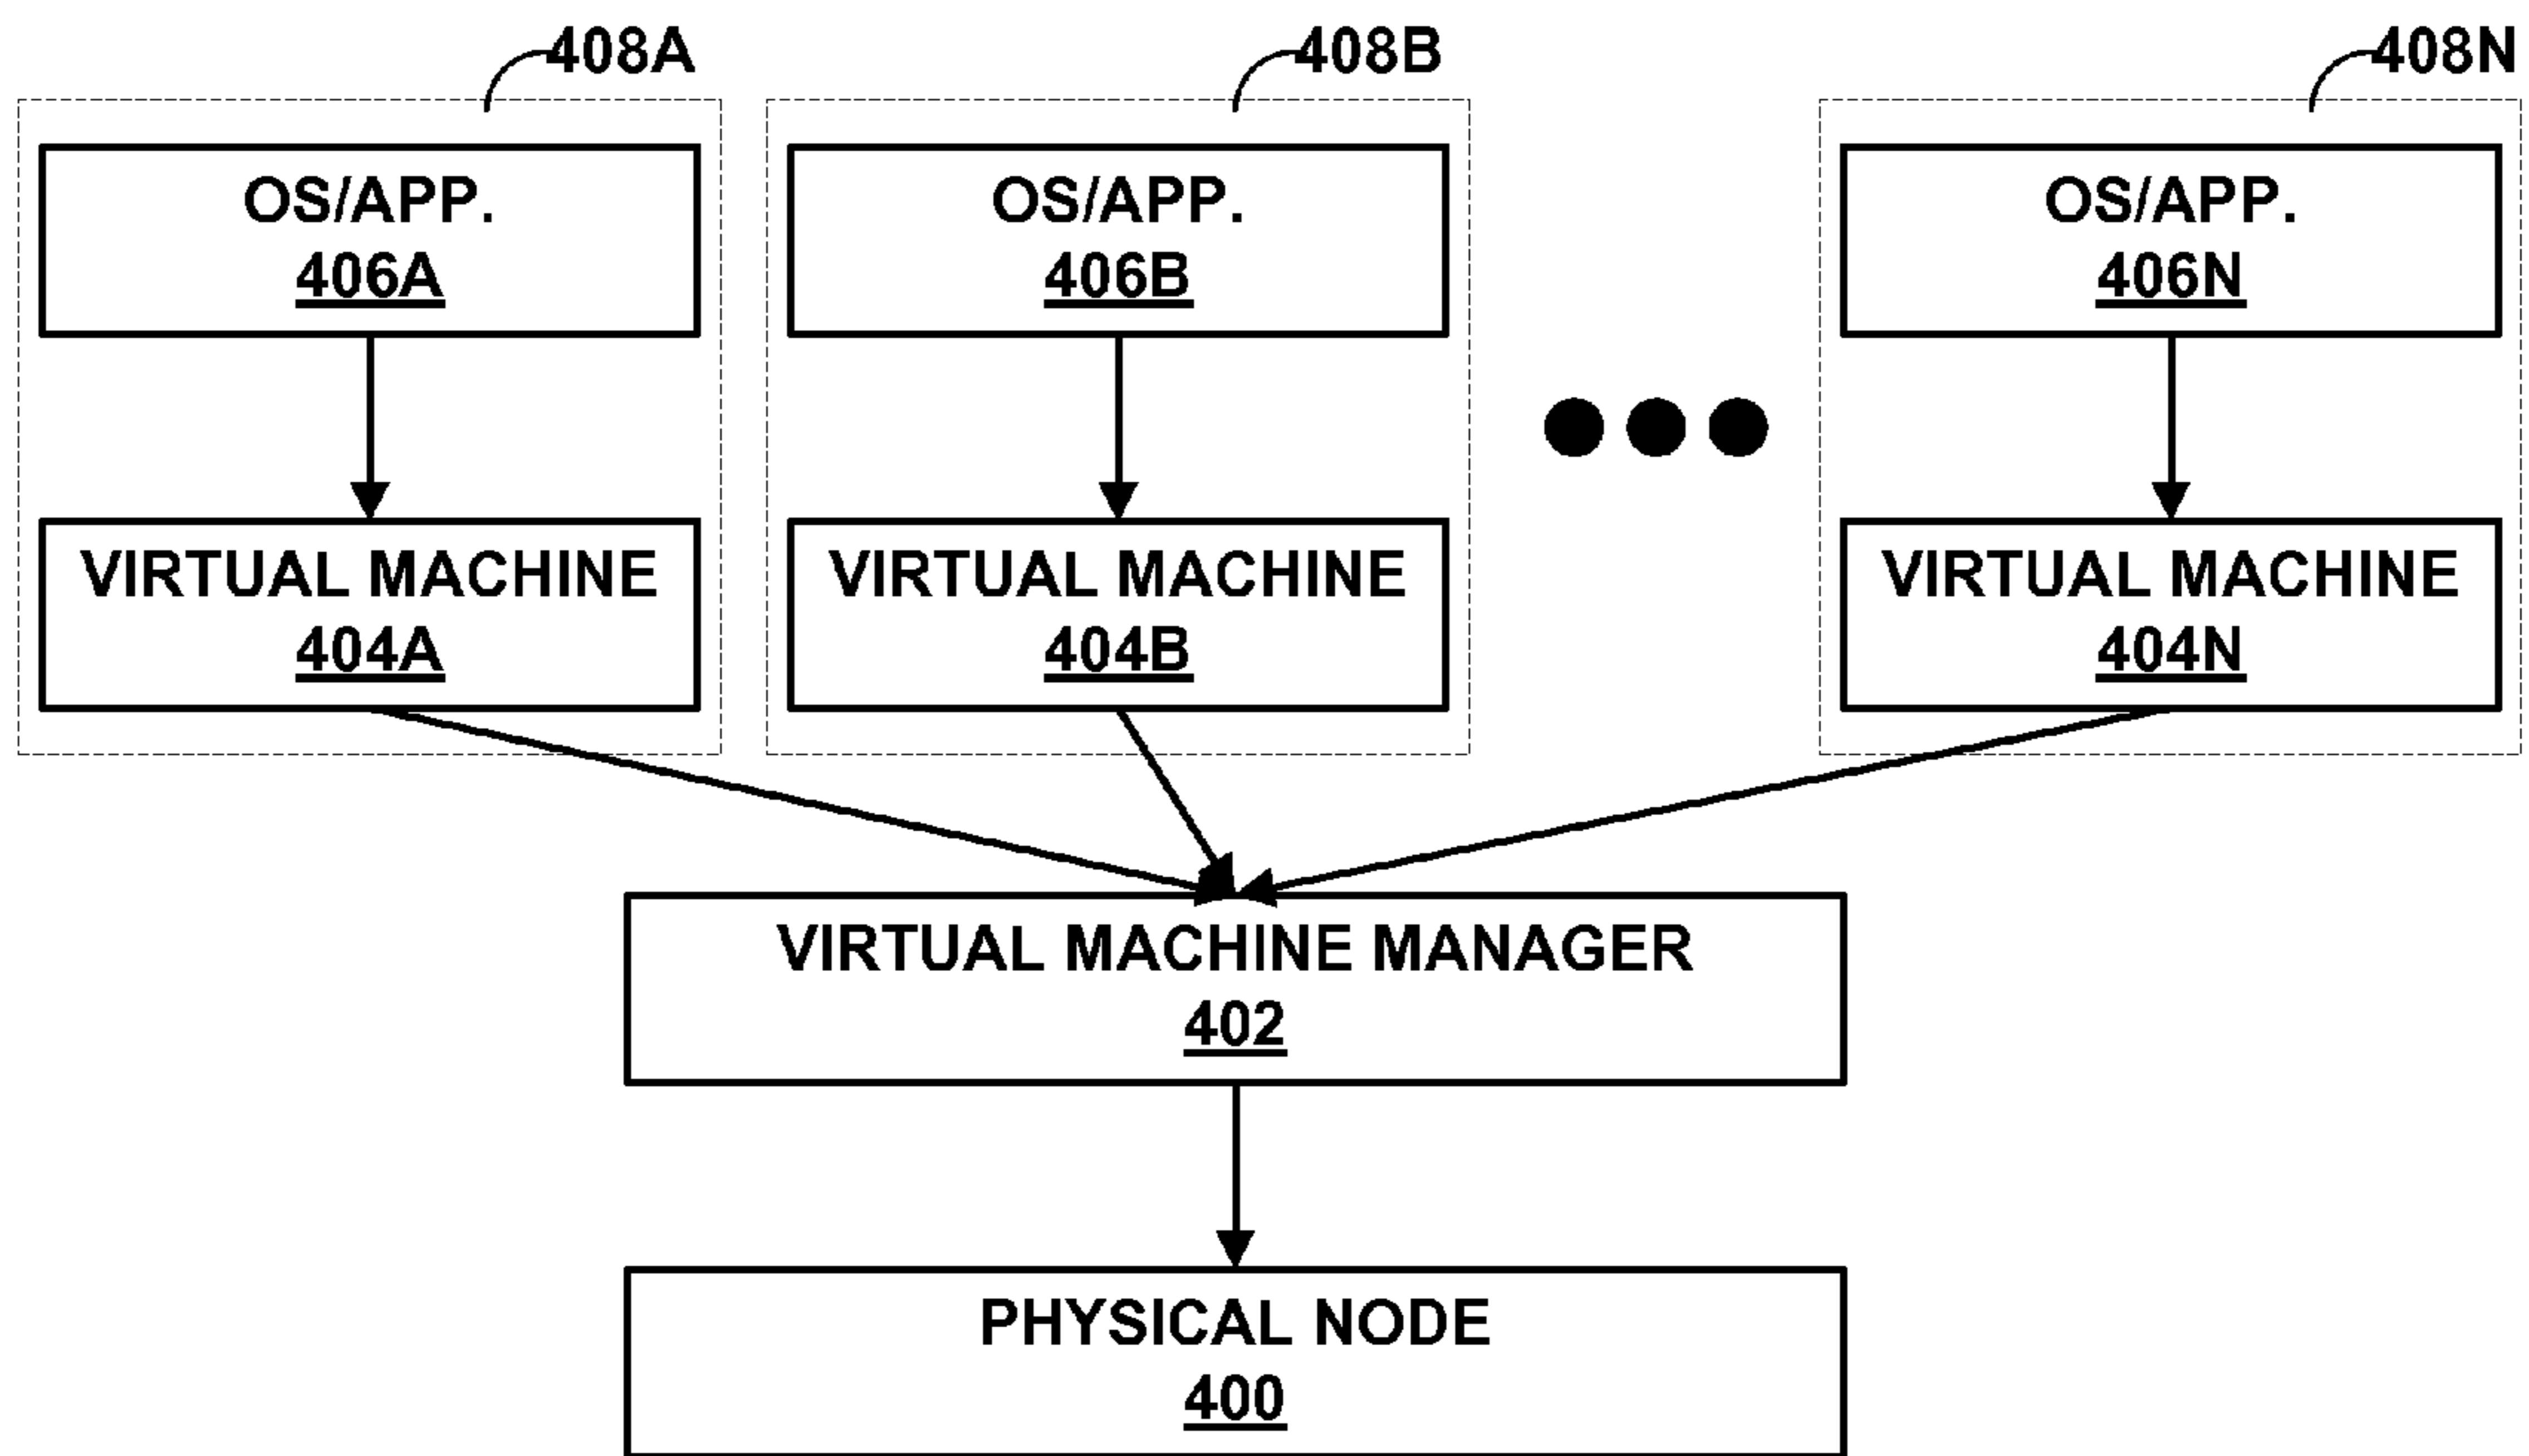 408A
408B
408N
OS/APP.
406A
OS/APP.
406B
OS/APP.
406N
VIRTUAL MACHINE
404A
VIRTUAL MACHINE
404B
VIRTUAL MACHINE
404N
VIRTUAL MACHINE MANAGER
402
PHYSICAL NODE
400